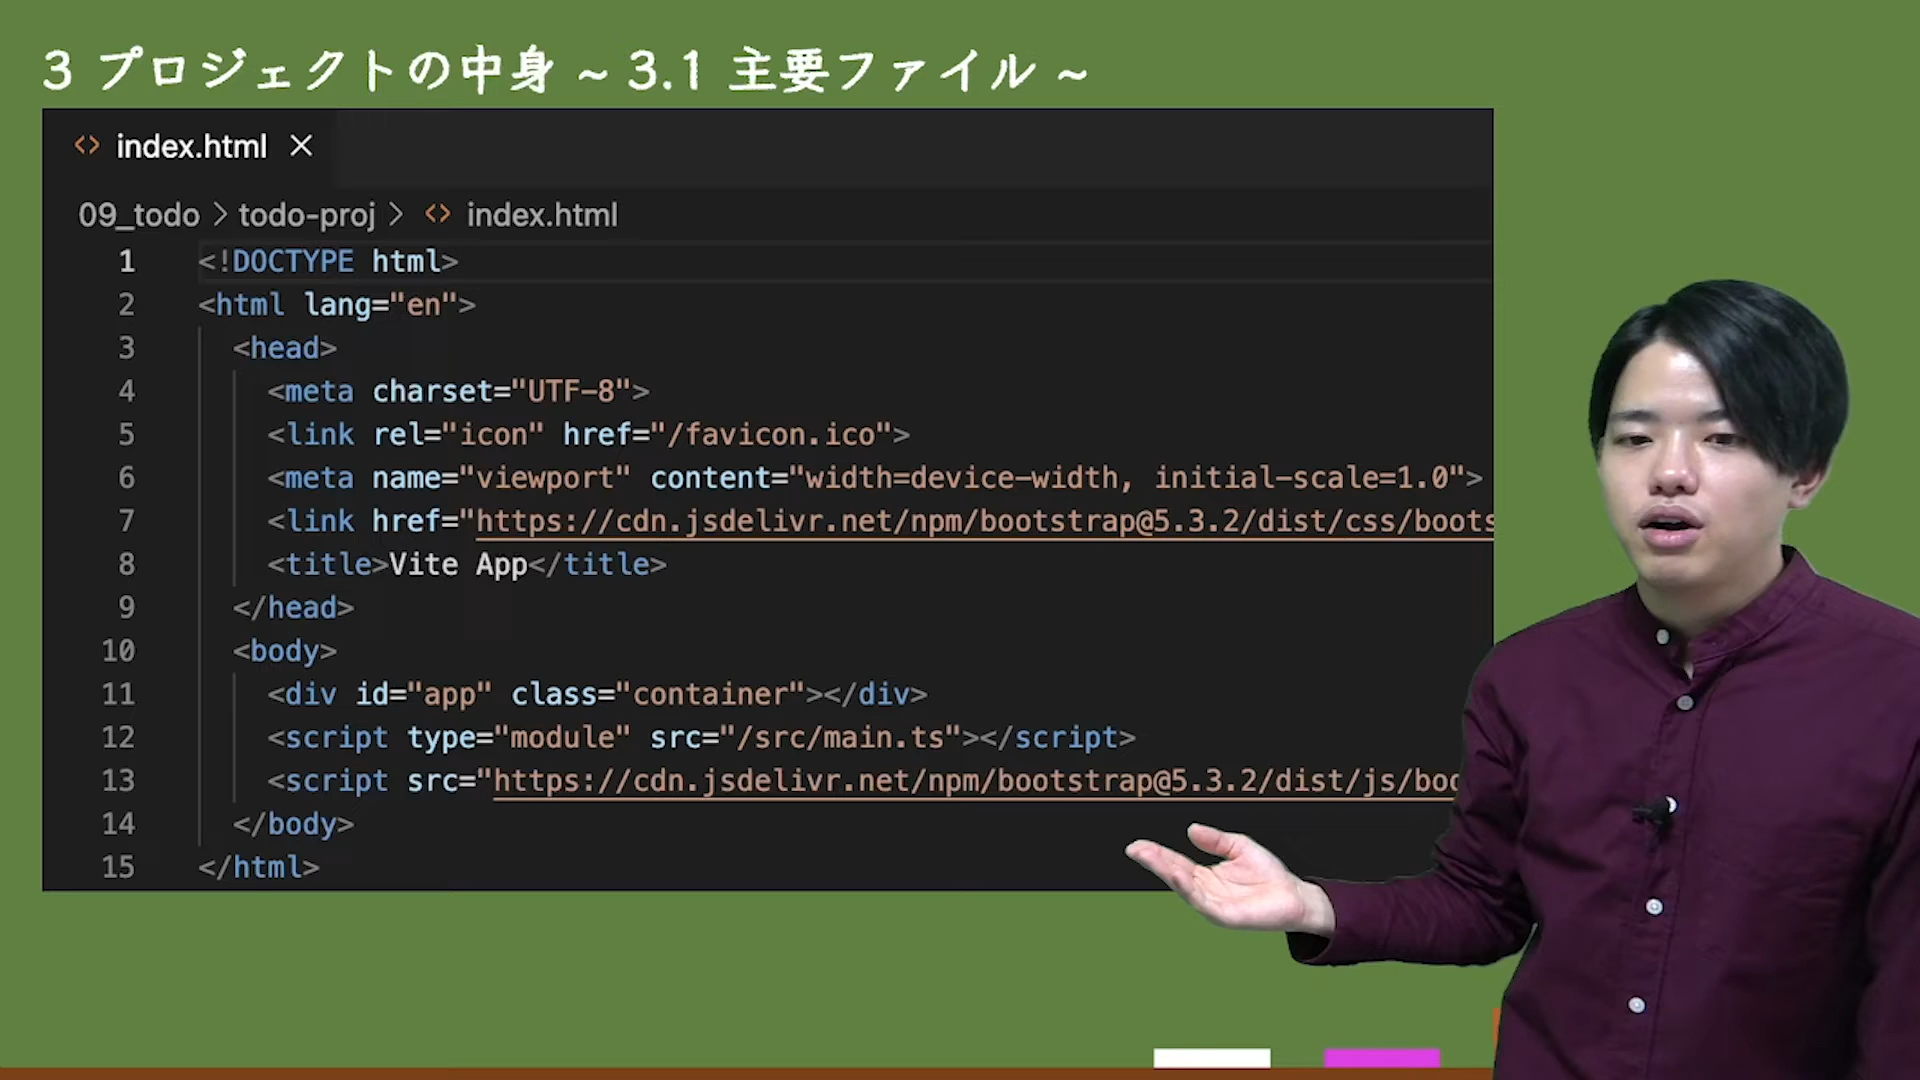 3 プロジェクトの中身 ~ 3.1 主要ファイル ~
<> index.html ×
09_todo > todo-proj > <> index.html
1 <!DOCTYPE html>
2 <html lang="en">
3 <head>
4 <meta charset="UTF-8">
5 <link rel="icon" href="/favicon.ico">
6 <meta name="viewport" content="width=device-width, initial-scale=1.0">
7 <link href="https://cdn.jsdelivr.net/npm/bootstrap@5.3.2/dist/css/boots
8 <title>Vite App</title>
9 </head>
10 <body>
11 <div id="app" class="container"></div>
12 <script type="module" src="/src/main.ts"></script>
13 <script src="https://cdn.jsdelivr.net/npm/bootstrap@5.3.2/dist/js/boo
14 </body>
15 </html>